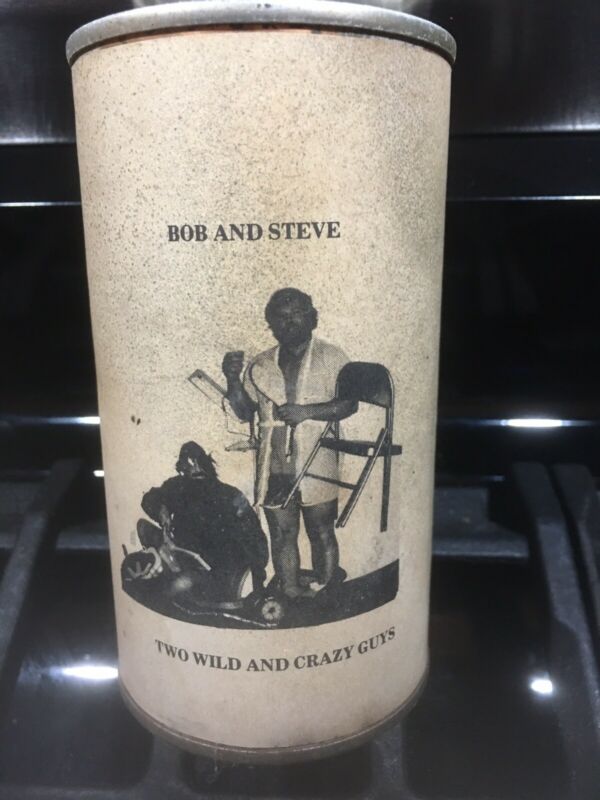 BOB AND STEVE
TWO WILD AND CRAZY GUYS